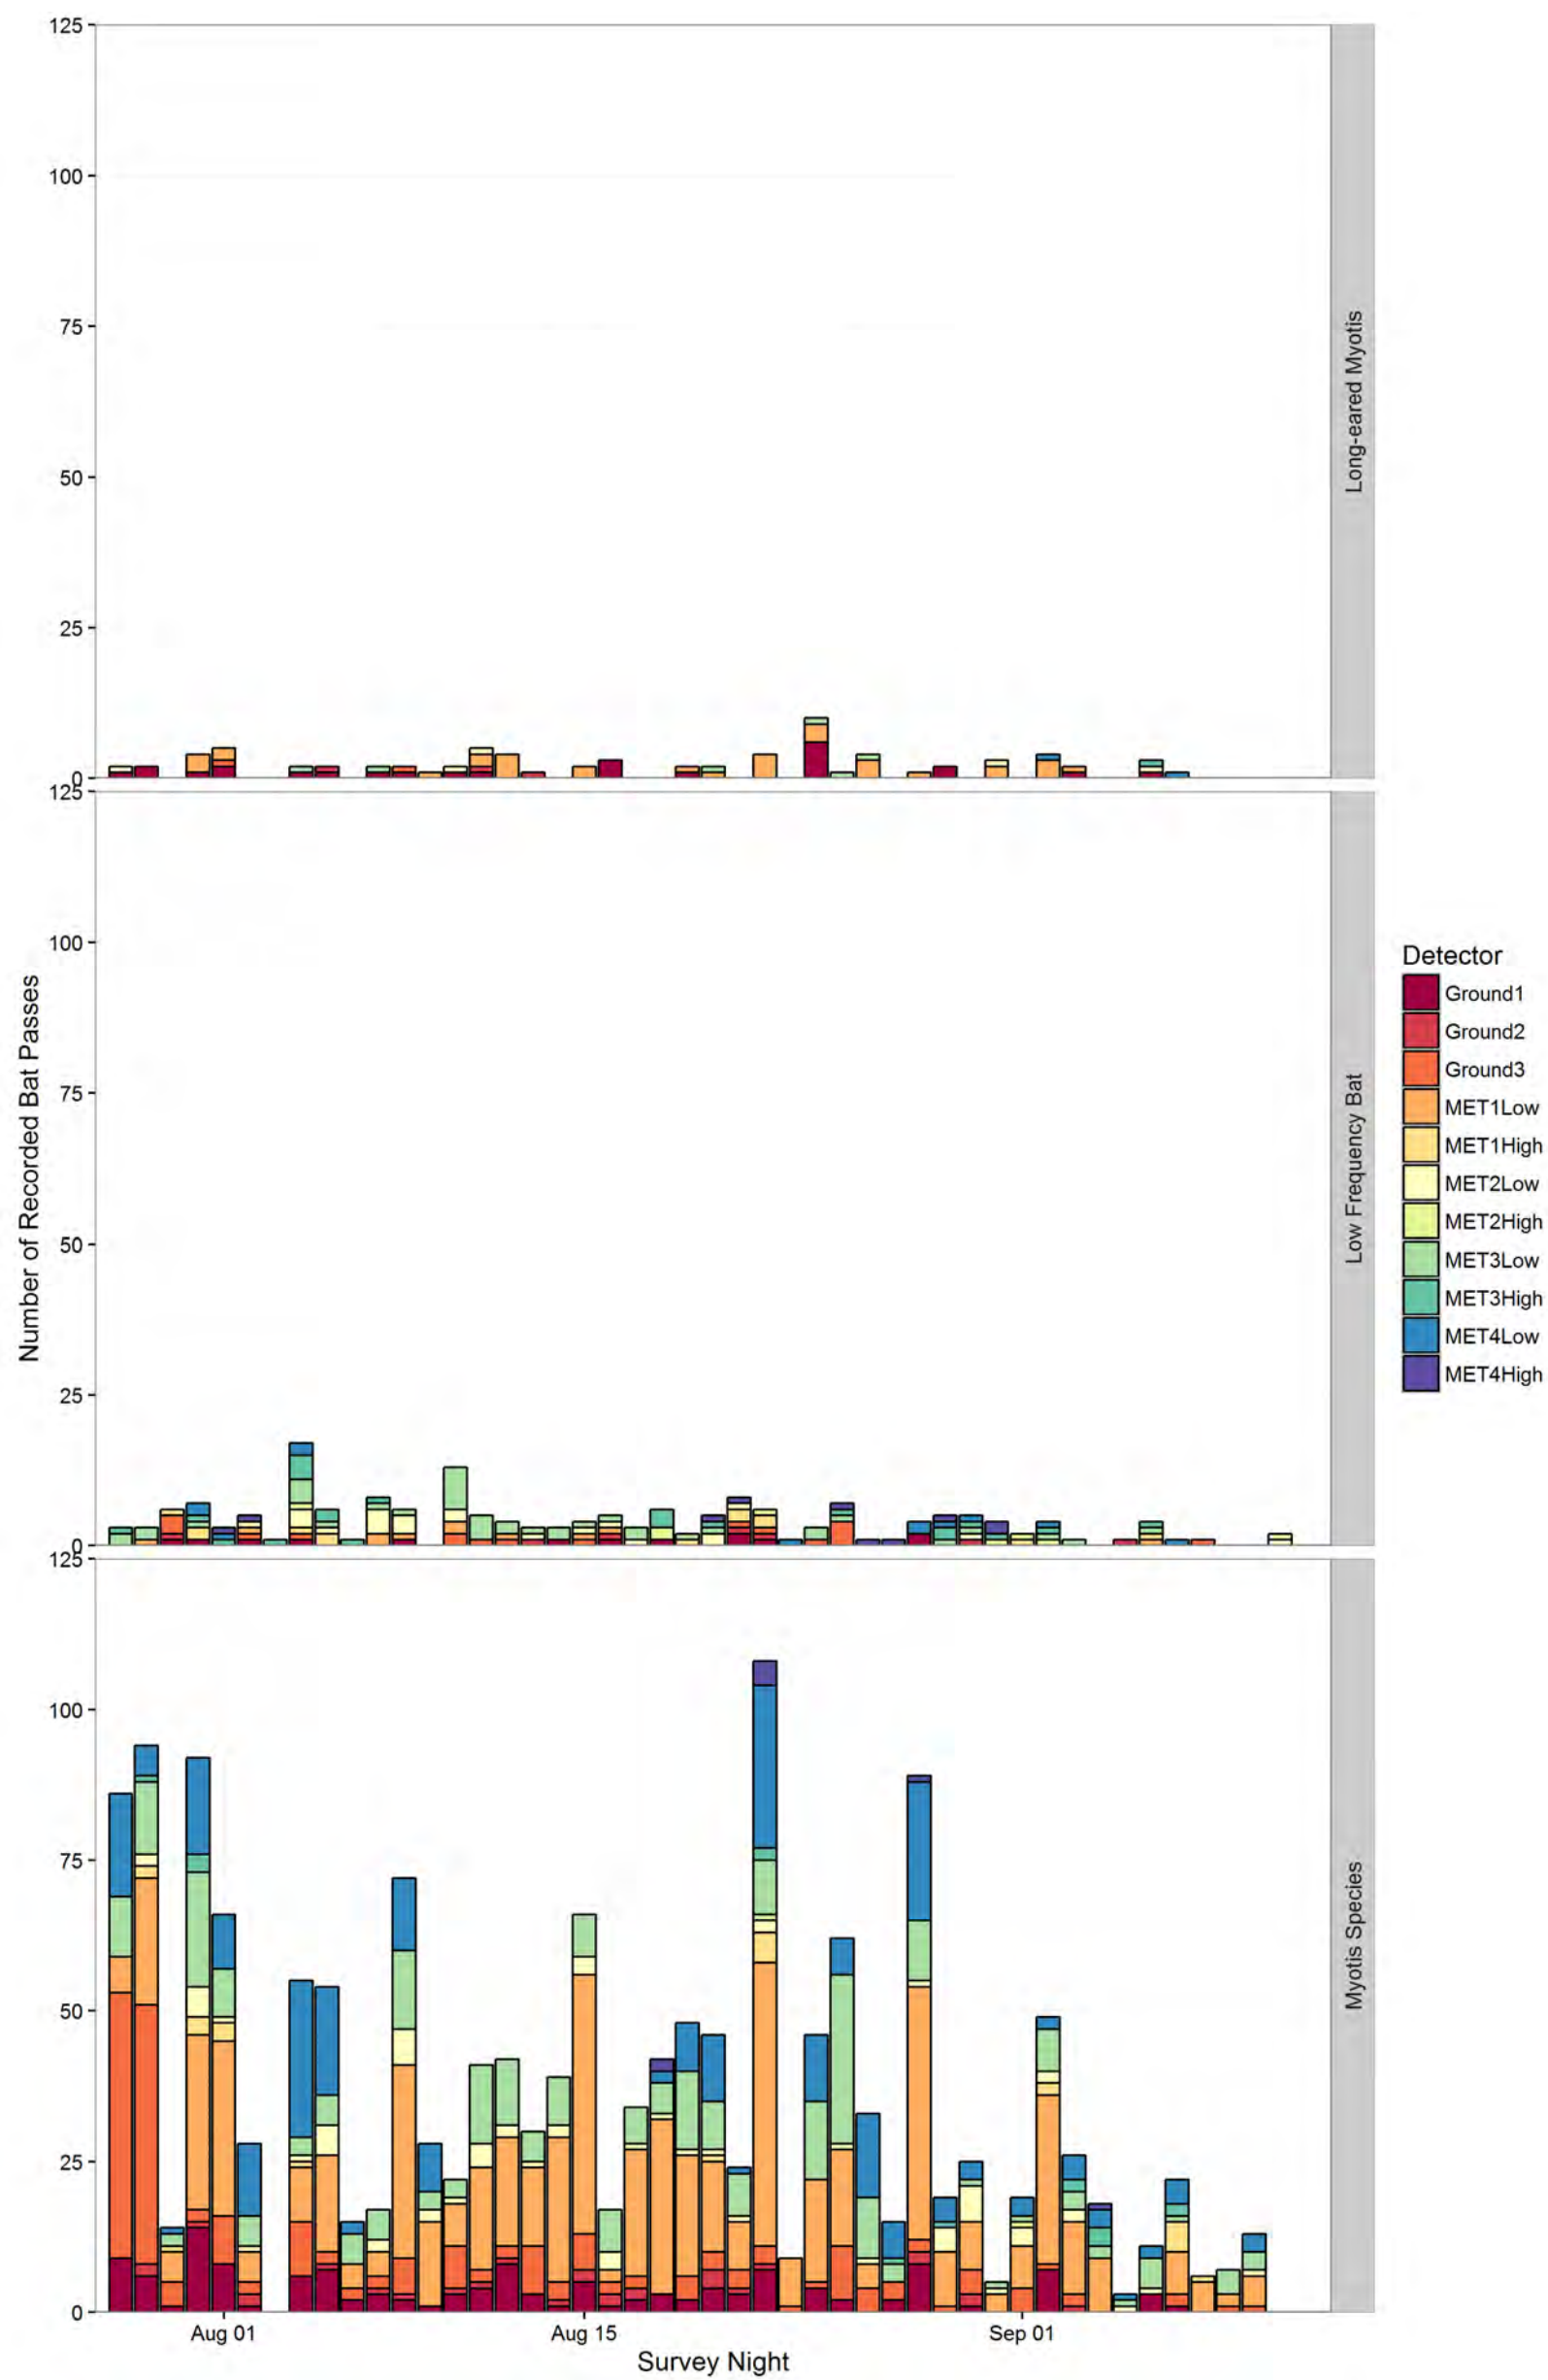 125
100
75
50
25
0
Long-eared Myotis
125
100
75
50
25
0
Low Frequency Bat
125
100
75
50
25
0
Myotis Species
Number of Recorded Bat Passes
Aug 01
Aug 15
Sep 01
Survey Night
Detector
Ground1
Ground2
Ground3
MET1Low
MET1High
MET2Low
MET2High
MET3Low
MET3High
MET4Low
MET4High